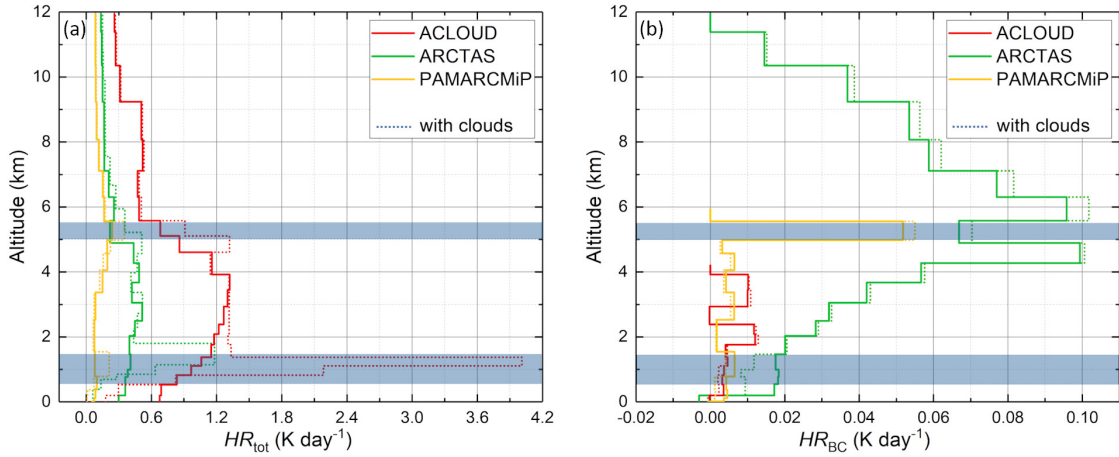 (a)
ACLOUD
ARCTAS
PAMARCMiP
with clouds
Altitude (km)
12
10
8
6
4
2
0
0.0 0.6 1.2 1.8 2.4 3.0 3.6 4.2
HRtot (K day-1)
(b)
ACLOUD
ARCTAS
PAMARCMiP
with clouds
Altitude (km)
12
10
8
6
4
2
0
-0.02 0.00 0.02 0.04 0.06 0.08 0.10
HRBC (K day-1)